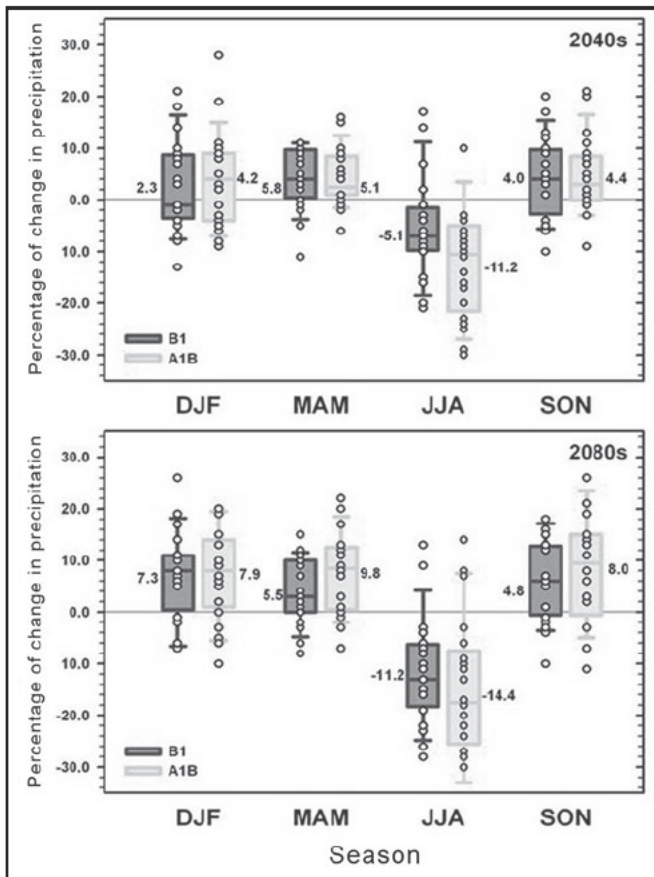 Percentage of change in precipitation
2040s
30.0
20.0
10.0
0.0
10.0
-20.0
-30.0
2.3
4.2
5.8
5.1
-5.1
-11.2
4.0
4.4
B1
A1B
DJF MAM JJA SON
Percentage of change in precipitation
2080s
30.0
20.0
10.0
0.0
10.0
-20.0
-30.0
7.3
7.9
5.5
9.8
-11.2
-14.4
4.8
8.0
B1
A1B
DJF MAM JJA SON
Season